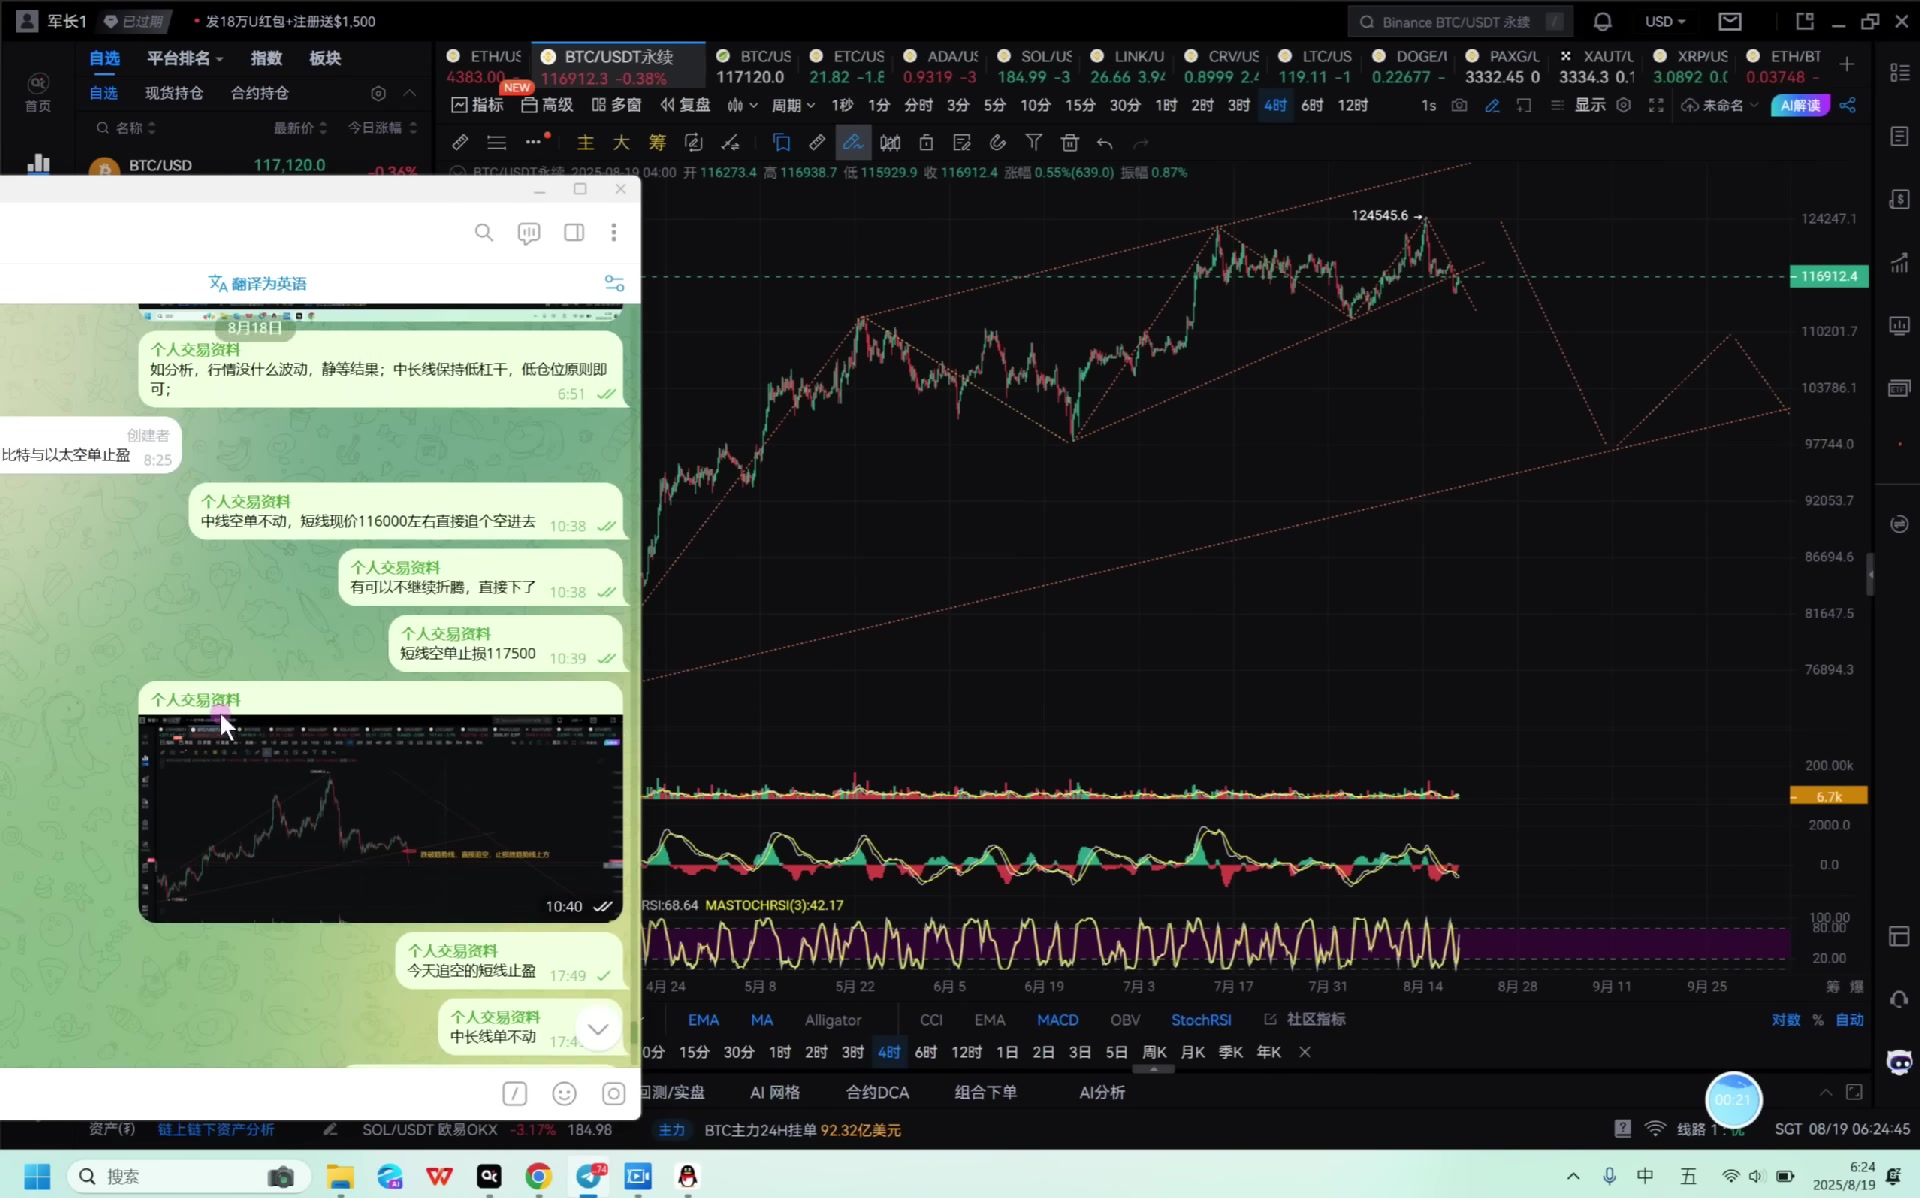 军长1 已过期 • 发18万U红包+注册送$1,500 Binance BTC/USDT 永续 / USD
首页
自选 平台排名 指数 板块
自选 现货持仓 合约持仓
名称 最新价 今日涨幅
BTC/USD 117,120.0 -0.36%
ETH/US BTC/USDT永续 BTC/US ETC/US ADA/US SOL/US LINK/U CRV/US LTC/US DOGE/I PAXG/L XAUT/L XRP/US ETH/BT
4383.00 - 116912.3 -0.38% 117120.0 21.82 -1.8 0.9319 -3 184.99 -3 26.66 3.94 0.8999 2.4 119.11 -1 0.22677 - 3332.45 0 3334.3 0.1 3.0892 0.0 0.03748 -
NEW
指标 高级 多窗 复盘 周期 1秒 1分 分时 3分 5分 10分 15分 30分 1时 2时 3时 4时 6时 12时 1s 显示 未命名 AI解读
主 大 筹
BTC/USDT永续 2025-08-19 04:00 开 116273.4 高 116938.7 低 115929.9 收 116912.4 涨幅 0.55%(639.0) 振幅 0.87%
翻译为英语
8月18日
个人交易资料
如分析，行情没什么波动，静等结果；中长线保持低杠干，低仓位原则即
可；
6:51
创建者
比特与以太空单止盈 8:25
个人交易资料
中线空单不动，短线现价116000左右直接追个空进去 10:38
个人交易资料
有可以不继续折腾，直接下了 10:38
个人交易资料
短线空单止损117500 10:39
个人交易资料
10:40
个人交易资料
今天追空的短线止盈 17:49
个人交易资料
中长线单不动
124545.6
124247.1
116912.4
110201.7
103786.1
97744.0
92053.7
86694.6
81647.5
76894.3
200.00k
6.7k
2000.0
0.0
RSI:68.64 MASTOCHRSI(3):42.17
100.00
80.00
20.00
4月 24 5月 8 5月 22 6月 5 6月 19 7月 3 7月 17 7月 31 8月 14 8月 28 9月 11 9月 25 筹 爆
EMA MA Alligator CCI EMA MACD OBV StochRSI 社区指标 对数 % 自动
0分 15分 30分 1时 2时 3时 4时 6时 12时 1日 2日 3日 5日 周K 月K 季K 年K
回测/实盘 AI 网格 合约DCA 组合下单 AI分析
00:21
资产(₮) 链上链下资产分析 SOL/USDT 欧易OKX -3.17% 184.98 主力 BTC主力24H挂单 92.32亿美元 线路 1: 优 SGT 08/19 06:24:45
搜索 74 中 五 6:24
2025/8/19